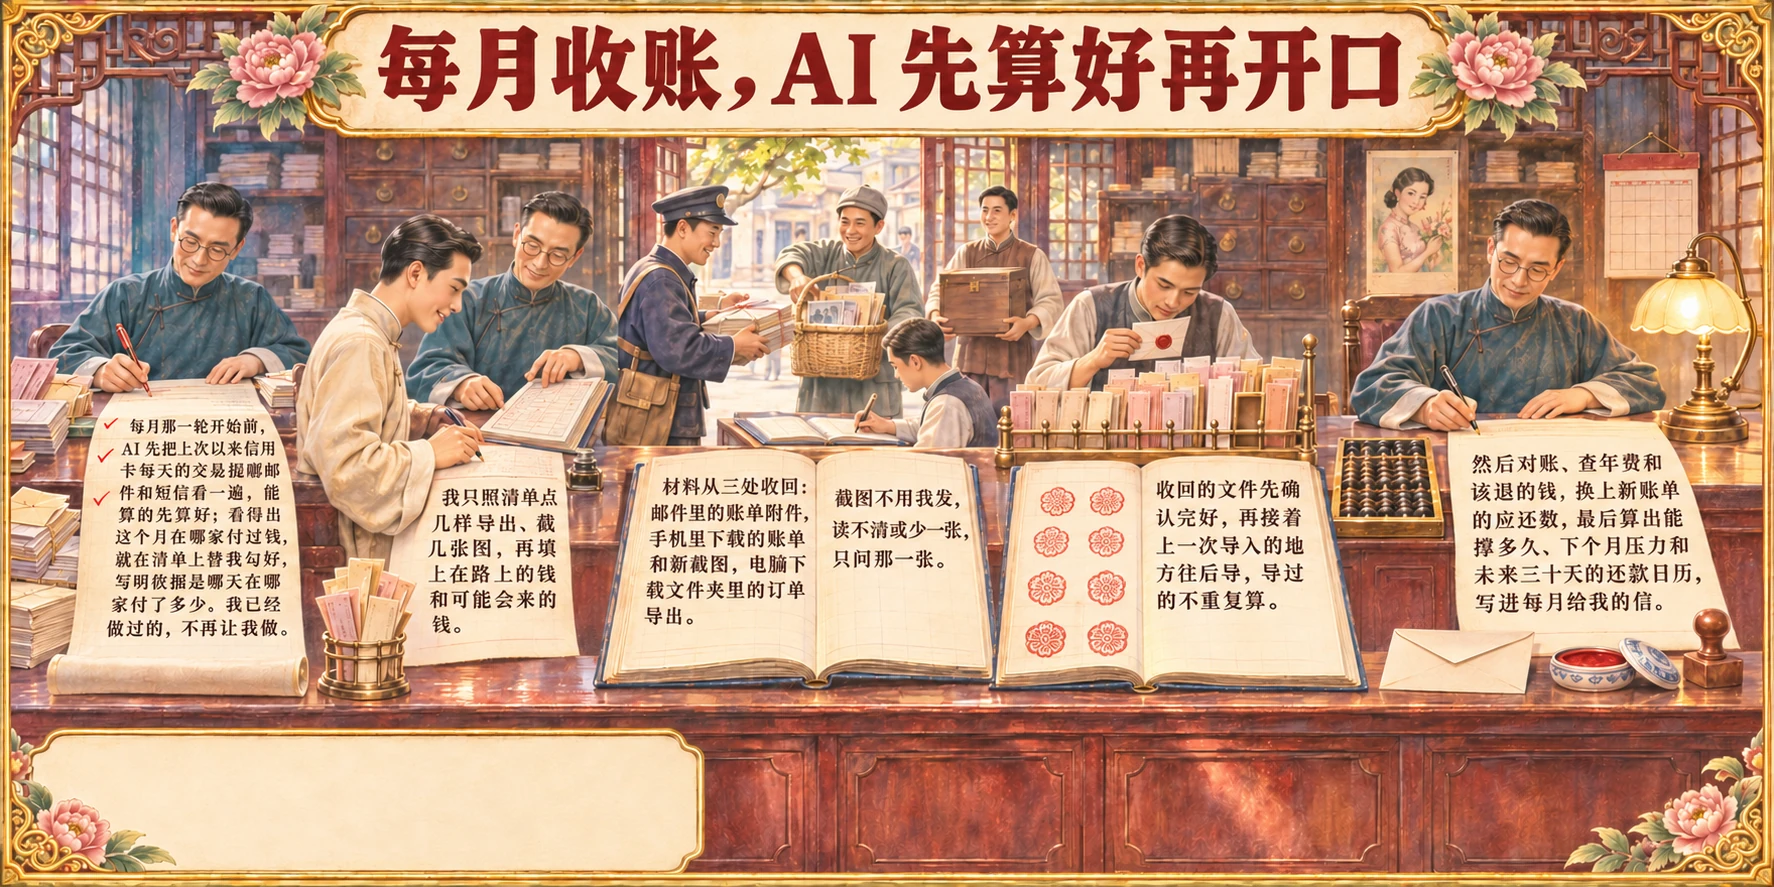 每月收账，AI 先算好再开口
每月那一轮开始前，
AI 先把上次以来信用
卡每天的交易提醒邮
件和短信看一遍，能
算的先算好；看得出
这个月在哪家付过钱，
就在清单上替我勾好，
写明依据是哪天在哪
家付了多少。我已经
做过的，不再让我做。
我只照清单点
几样导出、截
几张图，再填
上在路上的钱
和可能会来的
钱。
材料从三处收回：
邮件里的账单附件，
手机里下载的账单
和新截图，电脑下
载文件夹里的订单
导出。
截图不用我发，
读不清或少一张，
只问那一张。
收回的文件先确
认完好，再接着
上一次导入的地
方往后导，导过
的不重复算。
然后对账、查年费和
该退的钱，换上新账单
的应还数，最后算出能
撑多久、下个月压力和
未来三十天的还款日历，
写进每月给我的信。